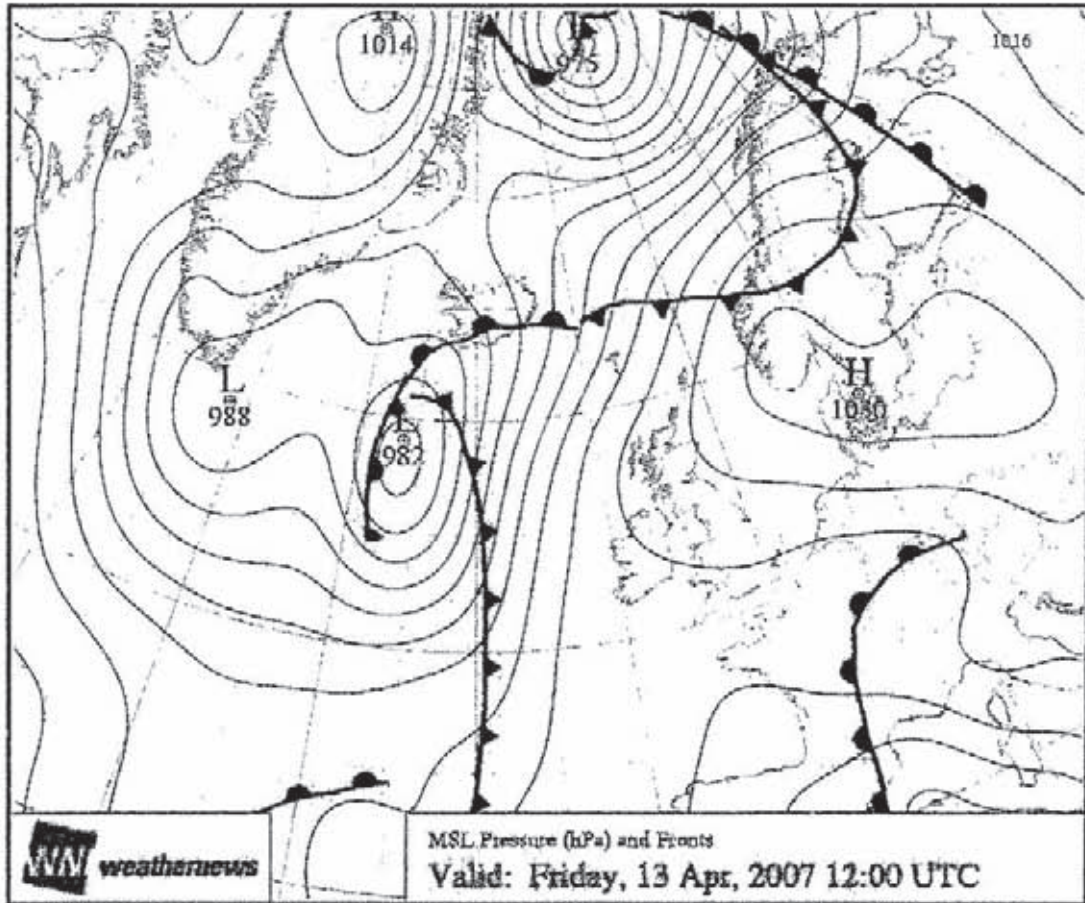 H
1014
L
975
1016
L
988
L
982
H
1030
WN weathernews
MSL Pressure (hPa) and Fronts
Valid: Friday, 13 Apr, 2007 12:00 UTC